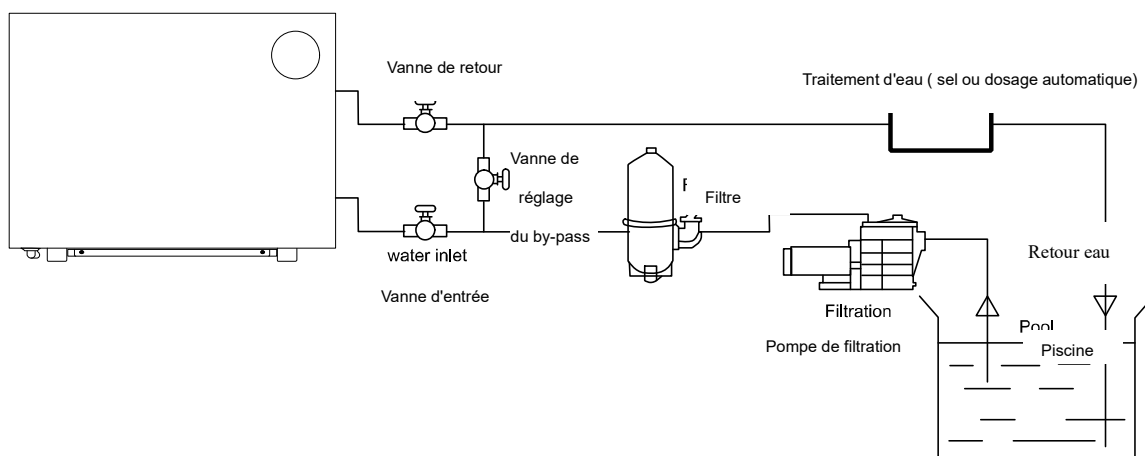 Vanne de retour
Traitement d'eau ( sel ou dosage automatique)
Vanne de
réglage
du by-pass
Filtre
water inlet
Vanne d'entrée
Retour eau
Filtration
Pompe de filtration
Pool
Piscine